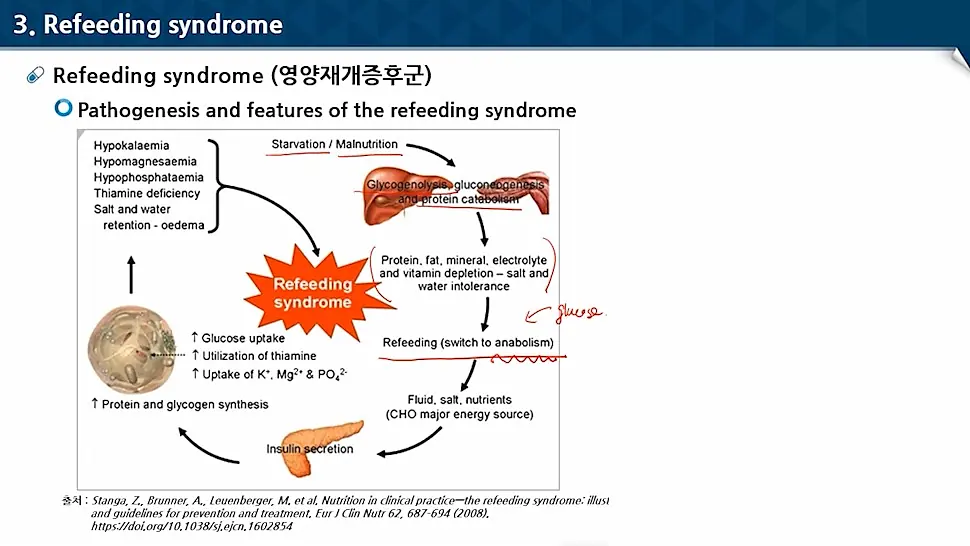 3. Refeeding syndrome
Refeeding syndrome (영양재개증후군)
Pathogenesis and features of the refeeding syndrome
Hypokalaemia
Hypomagnesaemia
Hypophosphataemia
Thiamine deficiency
Salt and water
retention - oedema
Starvation / Malnutrition
Glycogenolysis, gluconeogenesis
and protein catabolism
Protein, fat, mineral, electrolyte
and vitamin depletion – salt and
water intolerance
glucose.
Refeeding (switch to anabolism)
Fluid, salt, nutrients
(CHO major energy source)
Insulin secretion
↑ Protein and glycogen synthesis
↑ Glucose uptake
↑ Utilization of thiamine
↑ Uptake of K⁺, Mg²⁺ & PO₄²⁻
Refeeding
syndrome
출처 : Stanga, Z., Brunner, A., Leuenberger, M. et al. Nutrition in clinical practice—the refeeding syndrome: illust
and guidelines for prevention and treatment. Eur J Clin Nutr 62, 687-694 (2008).
https://doi.org/10.1038/sj.ejcn.1602854